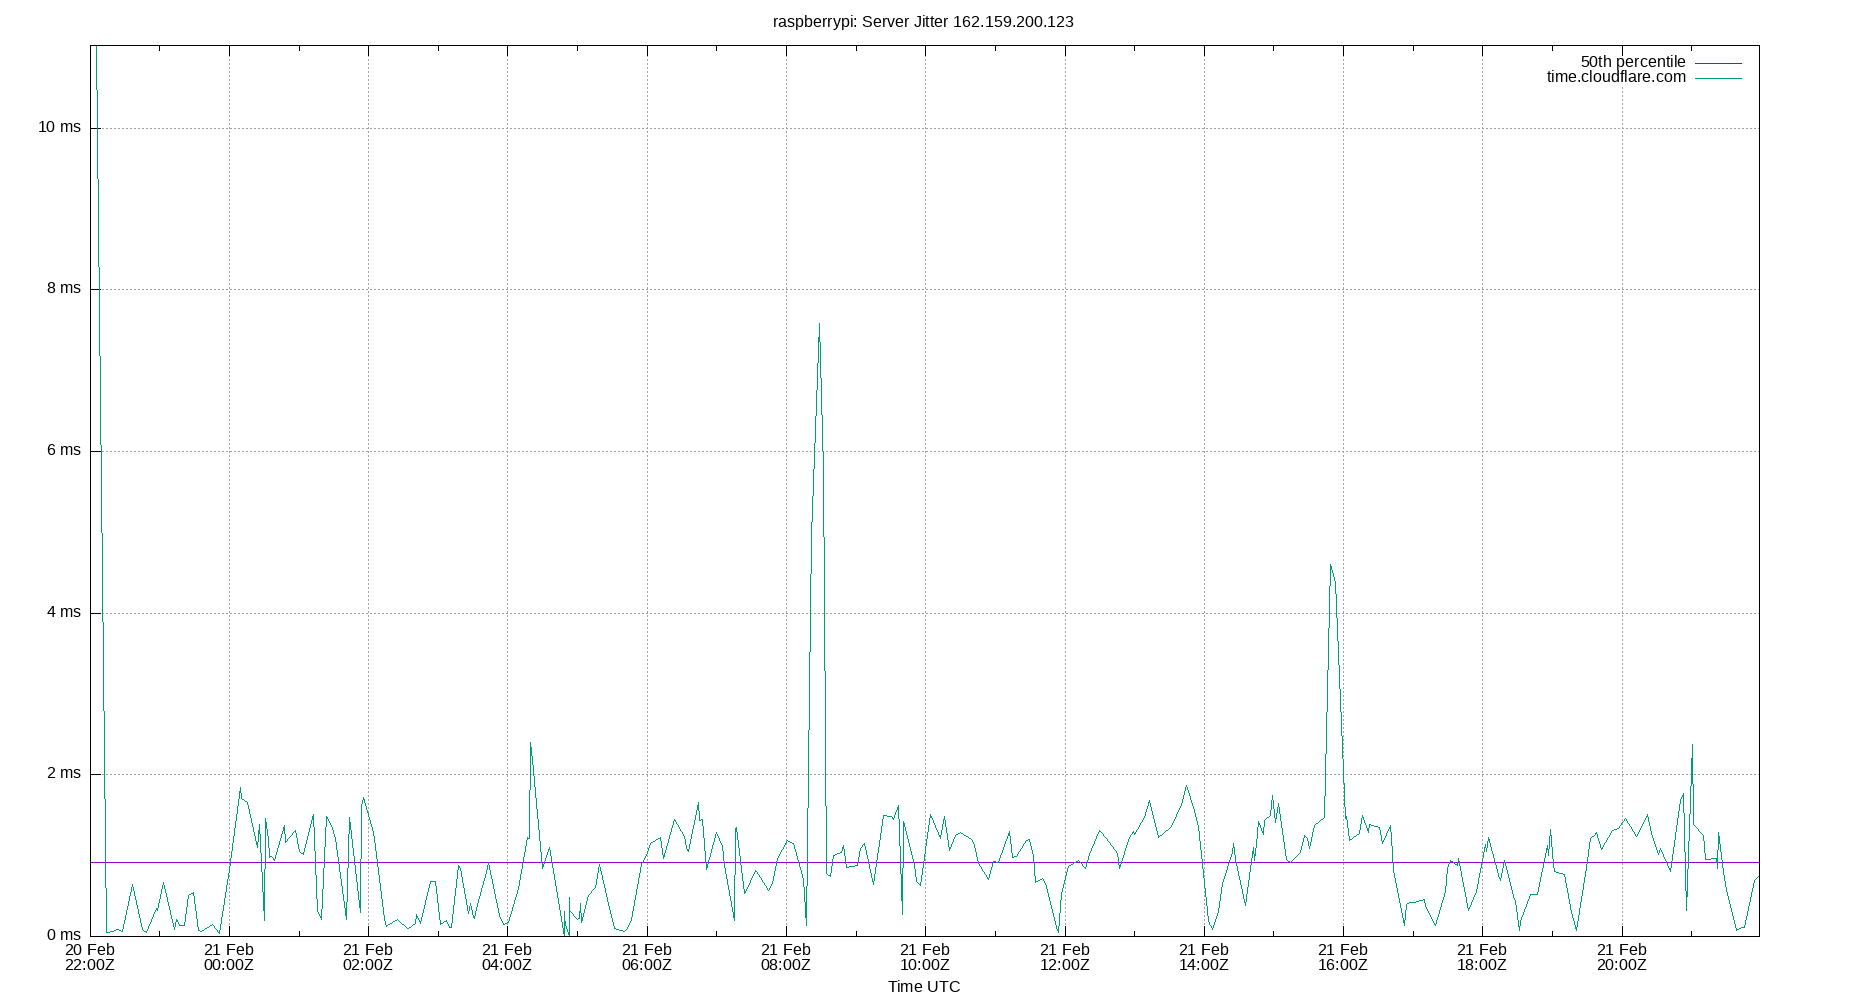 raspberrypi: Server Jitter 162.159.200.123
50th percentile
time.cloudflare.com
10 ms
8 ms
6 ms
4 ms
2 ms
0 ms
20 Feb 21 Feb 21 Feb 21 Feb 21 Feb 21 Feb 21 Feb 21 Feb 21 Feb 21 Feb 21 Feb 21 Feb
22:00Z 00:00Z 02:00Z 04:00Z 06:00Z 08:00Z 10:00Z 12:00Z 14:00Z 16:00Z 18:00Z 20:00Z
Time UTC